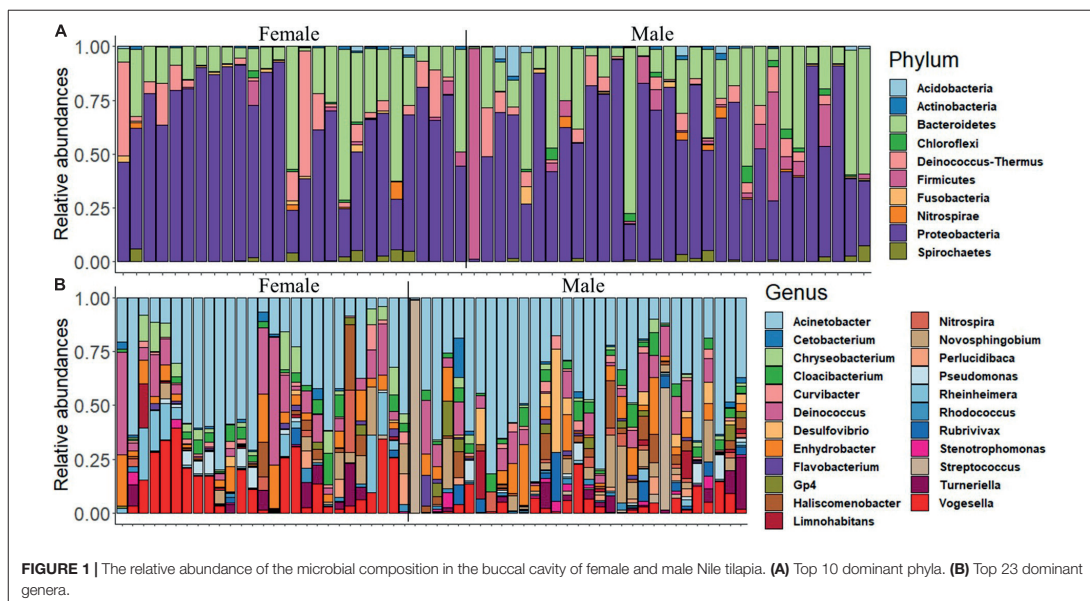 A
Female
Male
Relative abundances
1.00
0.75
0.50
0.25
0.00
Phylum
Acidobacteria
Actinobacteria
Bacteroidetes
Chloroflexi
Deinococcus-Thermus
Firmicutes
Fusobacteria
Nitrospirae
Proteobacteria
Spirochaetes
B
Female
Male
Relative abundances
1.00
0.75
0.50
0.25
0.00
Genus
Acinetobacter
Cetobacterium
Chryseobacterium
Cloacibacterium
Curvibacter
Deinococcus
Desulfovibrio
Enhydrobacter
Flavobacterium
Gp4
Haliscomenobacter
Limnohabitans
Nitrospira
Novosphingobium
Perlucidibaca
Pseudomonas
Rheinheimera
Rhodococcus
Rubrivivax
Stenotrophomonas
Streptococcus
Turneriella
Vogesella
FIGURE 1 | The relative abundance of the microbial composition in the buccal cavity of female and male Nile tilapia. (A) Top 10 dominant phyla. (B) Top 23 dominant
genera.